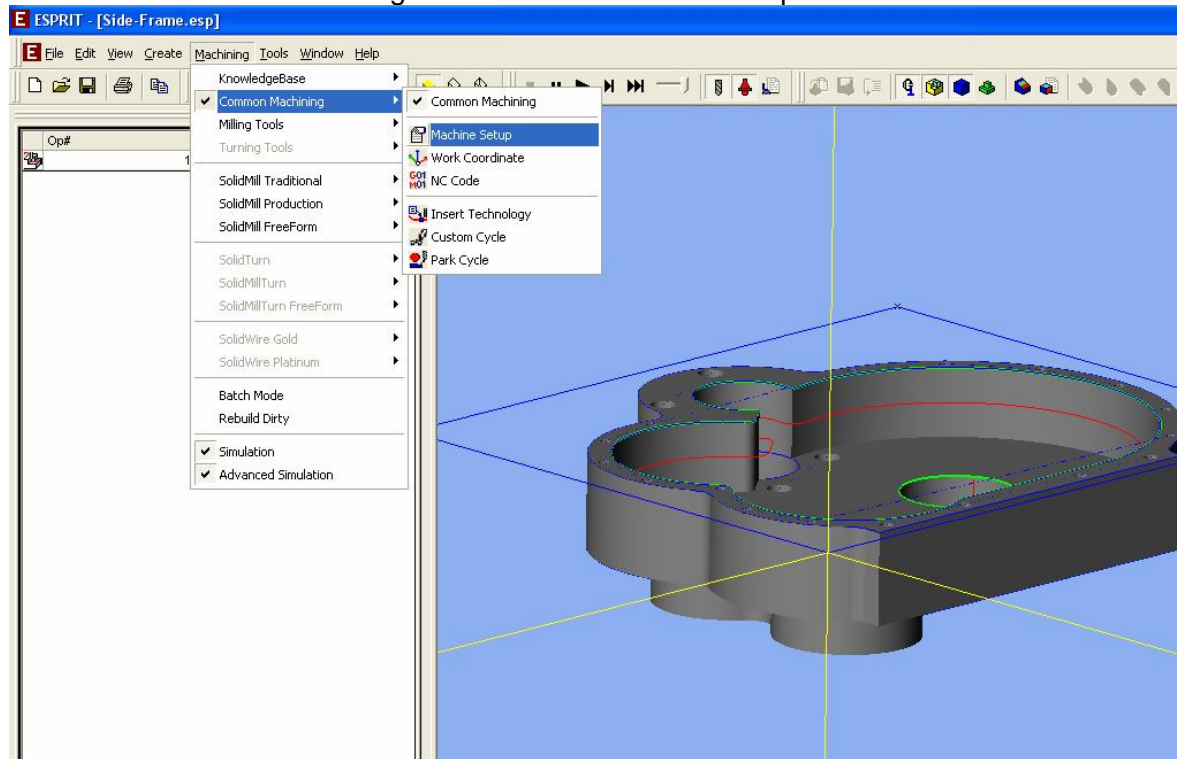 ESPRIT - [Side-Frame.esp]
File Edit View Create Machining Tools Window Help
Op#
1
KnowledgeBase
Common Machining
Milling Tools
Turning Tools
SolidMill Traditional
SolidMill Production
SolidMill FreeForm
SolidTurn
SolidMillTurn
SolidMillTurn FreeForm
SolidWire Gold
SolidWire Platinum
Batch Mode
Rebuild Dirty
Simulation
Advanced Simulation
Common Machining
Machine Setup
Work Coordinate
G01
M01
NC Code
Insert Technology
Custom Cycle
Park Cycle